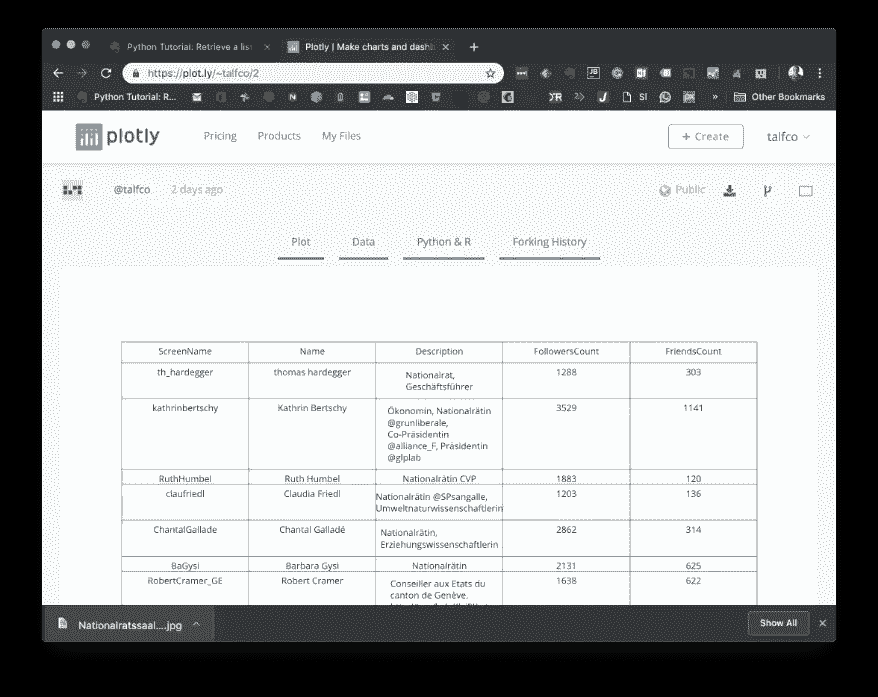 Python Tutorial: Retrieve a lis
Plotly | Make charts and dashb
https://plot.ly/~talfco/2
Python Tutorial: R...
SI
Other Bookmarks
plotly Pricing Products My Files + Create talfco
@talfco 2 days ago Public
Plot Data Python & R Forking History
ScreenName Name Description FollowersCount FriendsCount
th_hardegger thomas hardegger Nationalrat, 1288 303
Geschäftsführer
kathrinbertschy Kathrin Bertschy Ökonomin, Nationalrätin 3529 1141
@grunliberale,
Co-Präsidentin
@alliance_F, Präsidentin
@glplab
RuthHumbel Ruth Humbel Nationalrätin CVP 1883 120
claufriedl Claudia Friedl Nationalrätin @SPsangalle, 1203 136
Umweltnaturwissenschaftlerin
ChantalGallade Chantal Galladé Nationalrätin, 2862 314
Erziehungswissenschaftlerin
BaGysi Barbara Gysi Nationalrätin 2131 625
RobertCramer_GE Robert Cramer Conseiller aux Etats du 1638 622
canton de Genève.
Nationalratssaal....jpg Show All